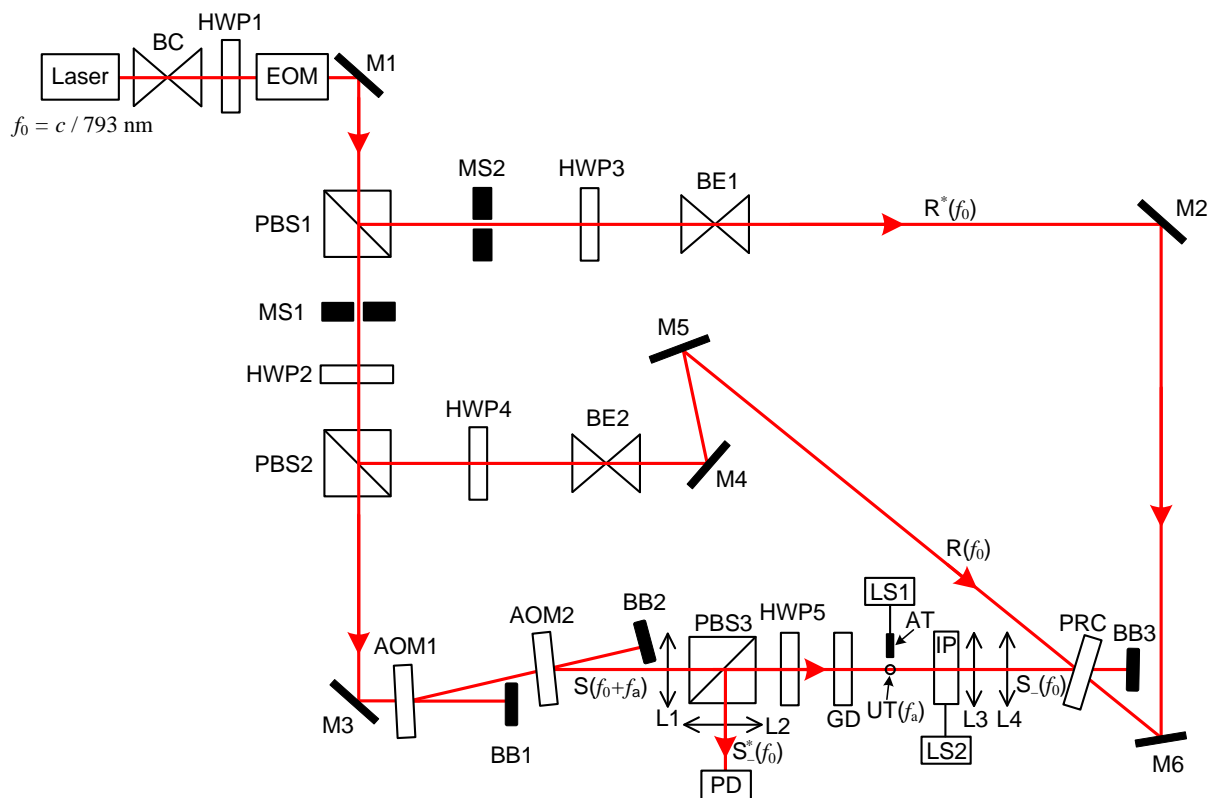 HWP1
BC
M1
Laser
EOM
f₀ = c / 793 nm
MS2
HWP3
BE1
M2
PBS1
R*(f₀)
MS1
M5
HWP2
HWP4
BE2
PBS2
M4
R(f₀)
LS1
BB2
PBS3
HWP5
AT
PRC
AOM2
IP
BB3
AOM1
S(f₀+fₐ)
S₋(f₀)
M3
L1
L2
GD
UT(fₐ)
L3
L4
BB1
S₋*(f₀)
LS2
M6
PD